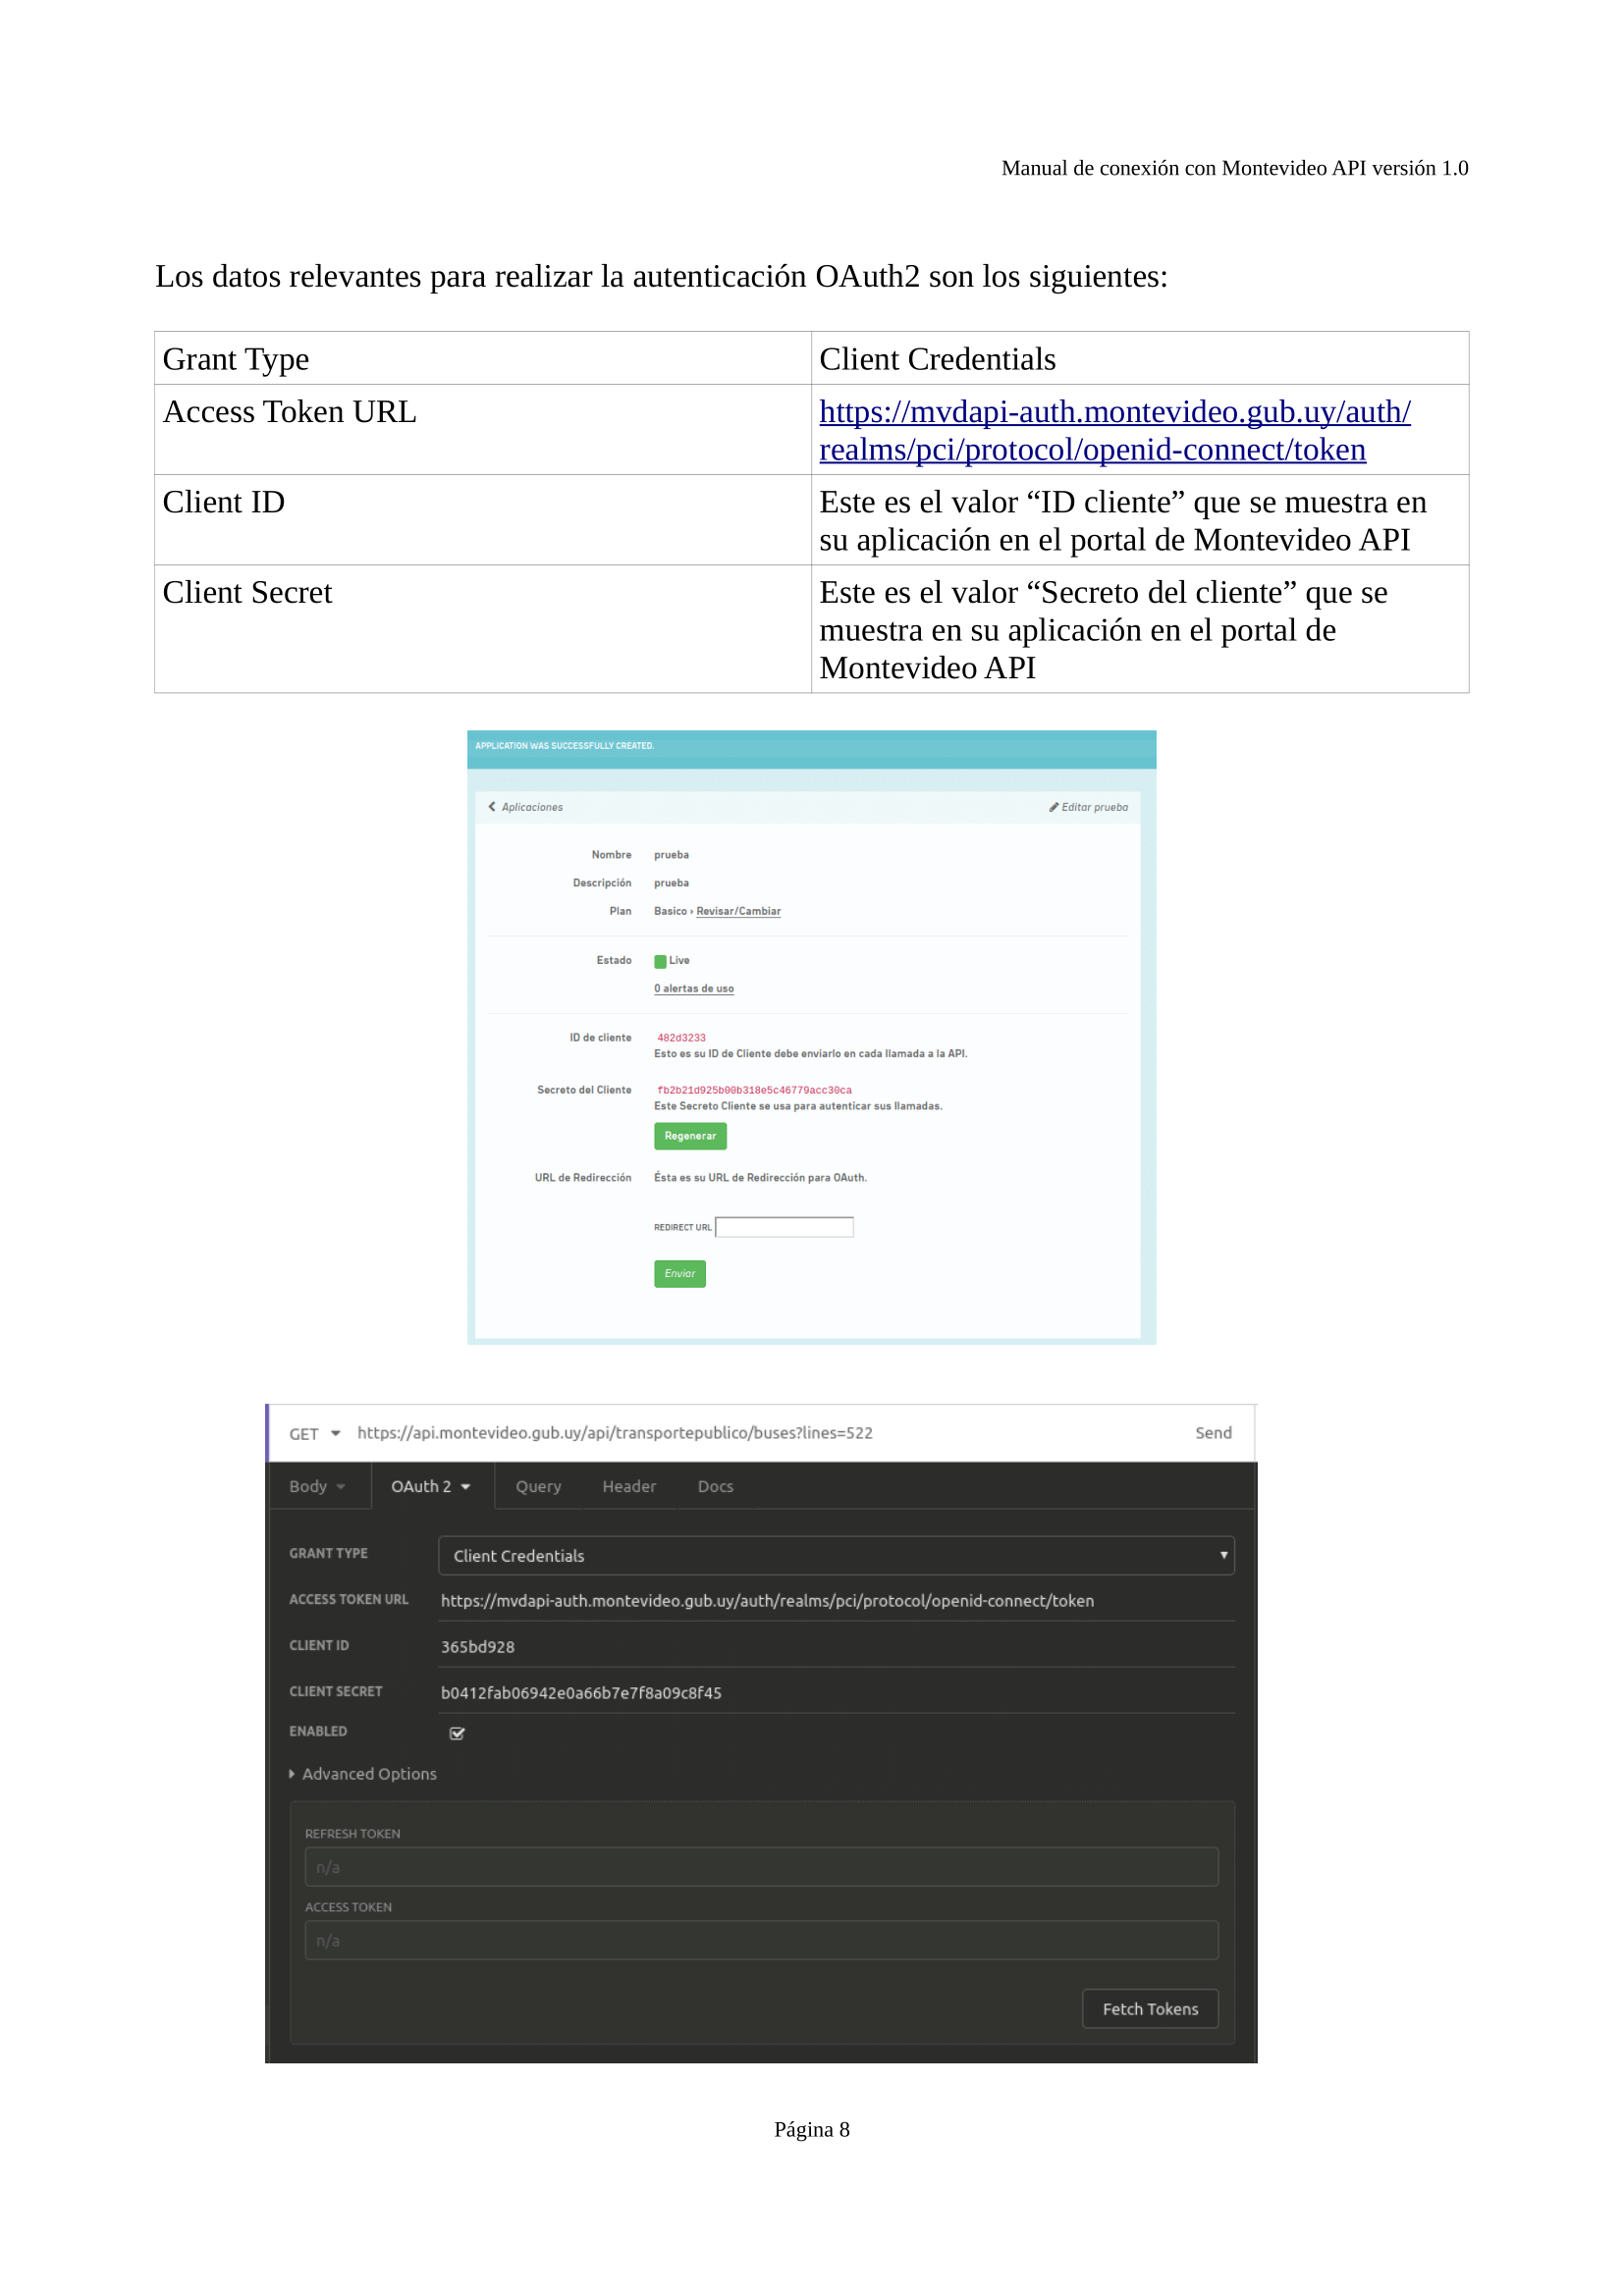 Manual de conexión con Montevideo API versión 1.0
Los datos relevantes para realizar la autenticación OAuth2 son los siguientes:
Grant Type
Client Credentials
Access Token URL
https://mvdapi-auth.montevideo.gub.uy/auth/
realms/pci/protocol/openid-connect/token
Client ID
Este es el valor “ID cliente” que se muestra en
su aplicación en el portal de Montevideo API
Client Secret
Este es el valor “Secreto del cliente” que se
muestra en su aplicación en el portal de
Montevideo API
APPLICATION WAS SUCCESSFULLY CREATED.
Aplicaciones
Editar prueba
Nombre prueba
Descripción prueba
Plan Basico › Revisar/Cambiar
Estado Live
0 alertas de uso
ID de cliente 482d3233
Esto es su ID de Cliente debe enviarlo en cada llamada a la API.
Secreto del Cliente fb2b21d925b00b318e5c46779acc30ca
Este Secreto Cliente se usa para autenticar sus llamadas.
Regenerar
URL de Redirección Ésta es su URL de Redirección para OAuth.
REDIRECT URL
Enviar
GET https://api.montevideo.gub.uy/api/transportepublico/buses?lines=522 Send
Body OAuth 2 Query Header Docs
GRANT TYPE Client Credentials
ACCESS TOKEN URL https://mvdapi-auth.montevideo.gub.uy/auth/realms/pci/protocol/openid-connect/token
CLIENT ID 365bd928
CLIENT SECRET b0412fab06942e0a66b7e7f8a09c8f45
ENABLED
Advanced Options
REFRESH TOKEN
n/a
ACCESS TOKEN
n/a
Fetch Tokens
Página 8